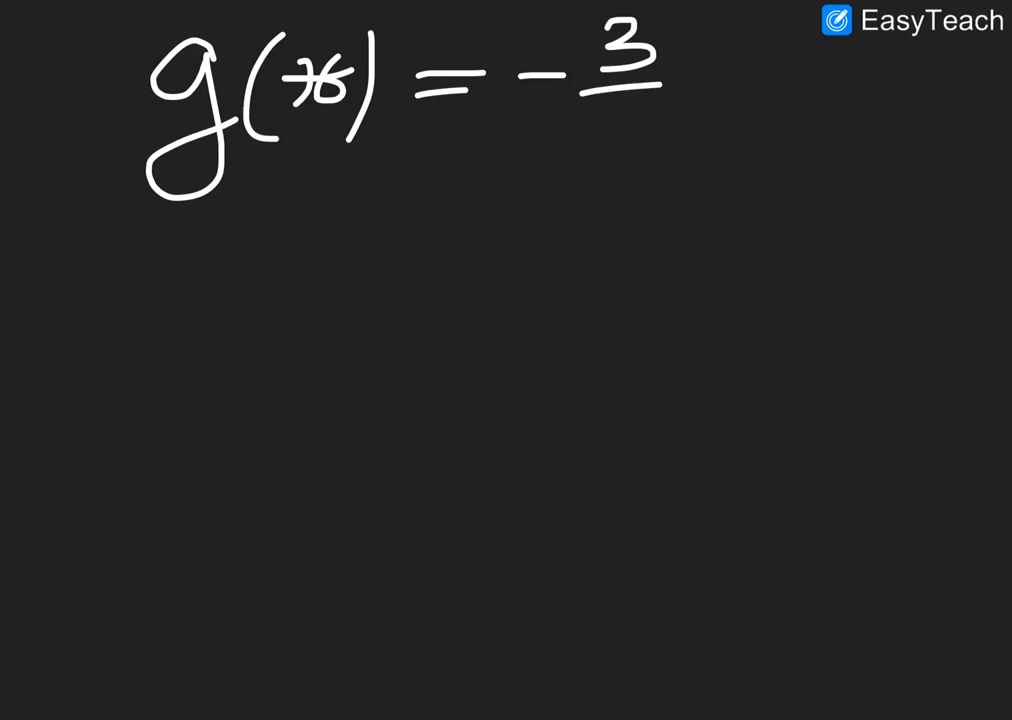 EasyTeach
g(x) = - 3